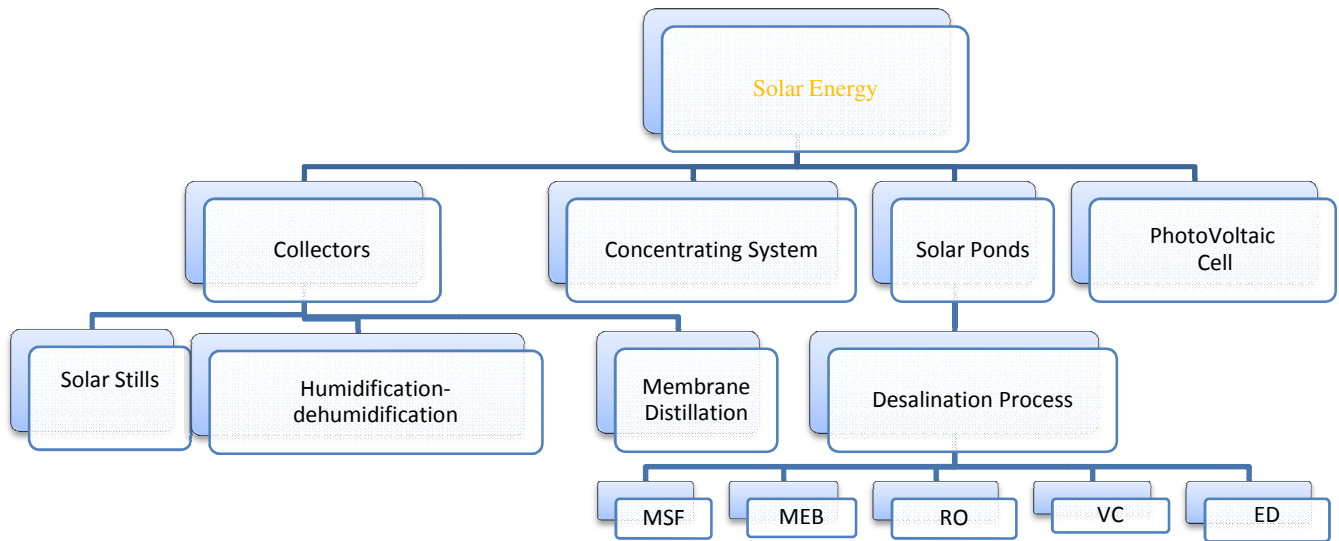 Solar Energy
Collectors
Concentrating System
Solar Ponds
PhotoVoltaic
Cell
Solar Stills
Humidification-
dehumidification
Membrane
Distillation
Desalination Process
MSF
MEB
RO
VC
ED